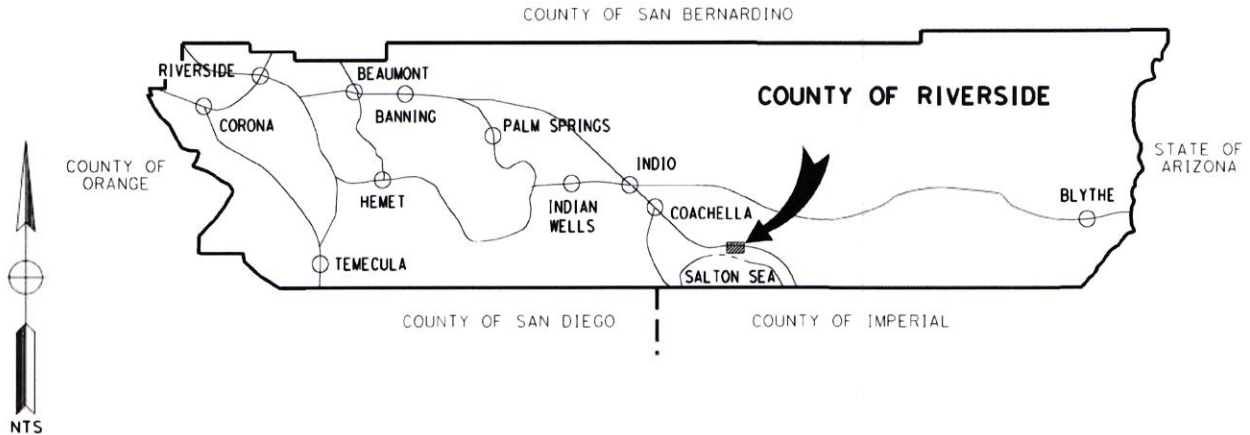 COUNTY OF SAN BERNARDINO
RIVERSIDE
BEAUMONT
COUNTY OF RIVERSIDE
BANNING
CORONA
PALM SPRINGS
STATE OF
ARIZONA
COUNTY OF
ORANGE
INDIO
HEMET
INDIAN
WELLS
COACHELLA
BLYTHE
TEMECULA
SALTON SEA
COUNTY OF SAN DIEGO
COUNTY OF IMPERIAL
NTS